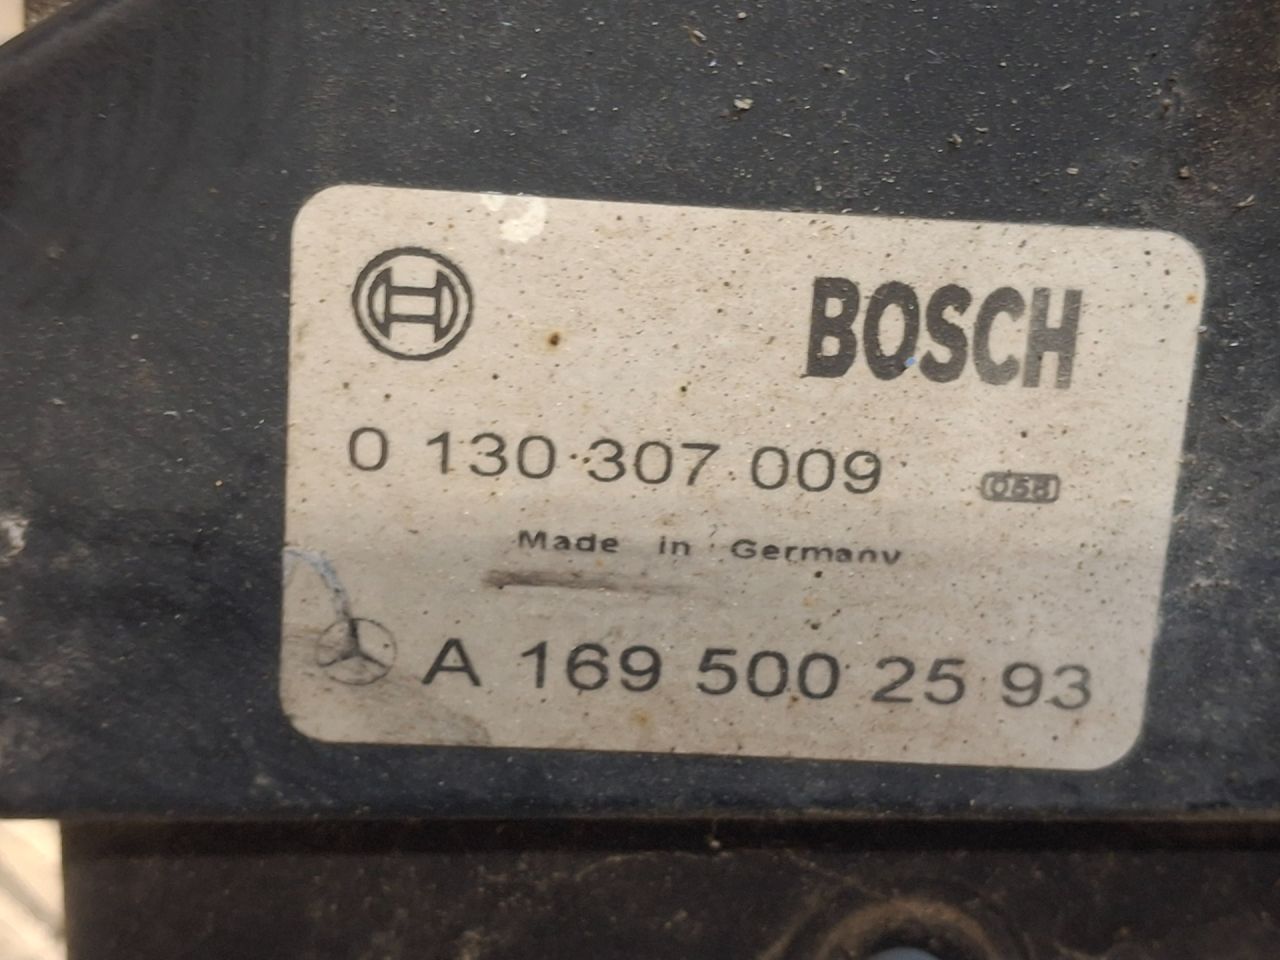 BOSCH
0 130 307 009
Made in Germany
A 169 500 25 93